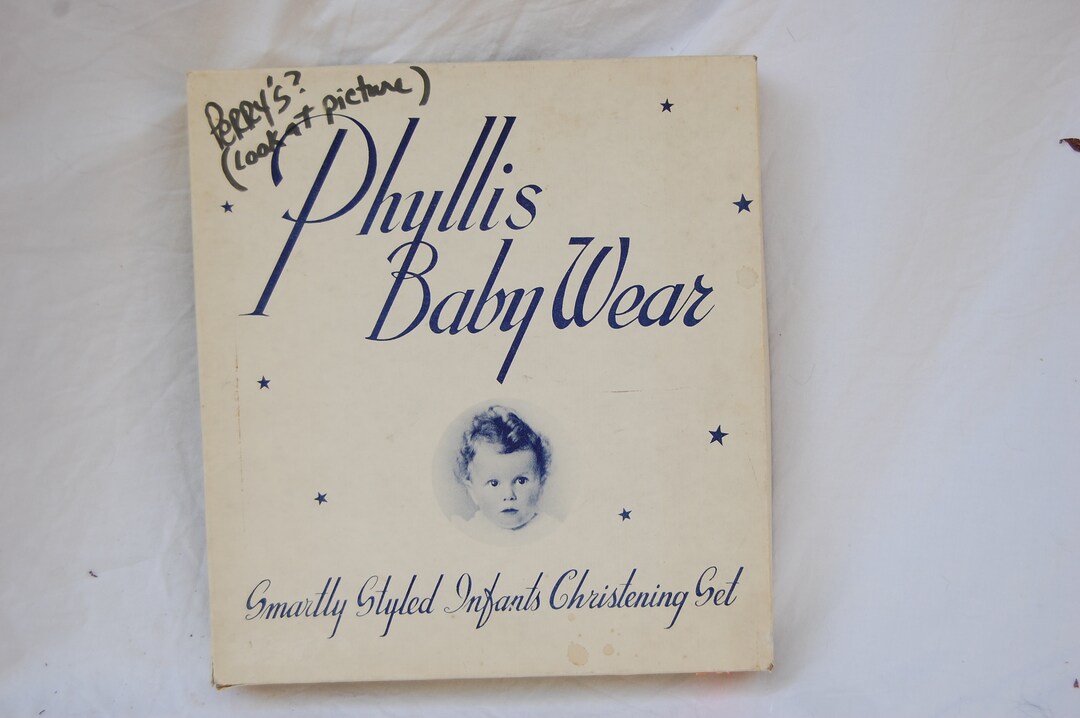 PERRY'S?
(Look at picture)
Phyllis
Baby Wear
Smartly Styled Infants' Christening Set